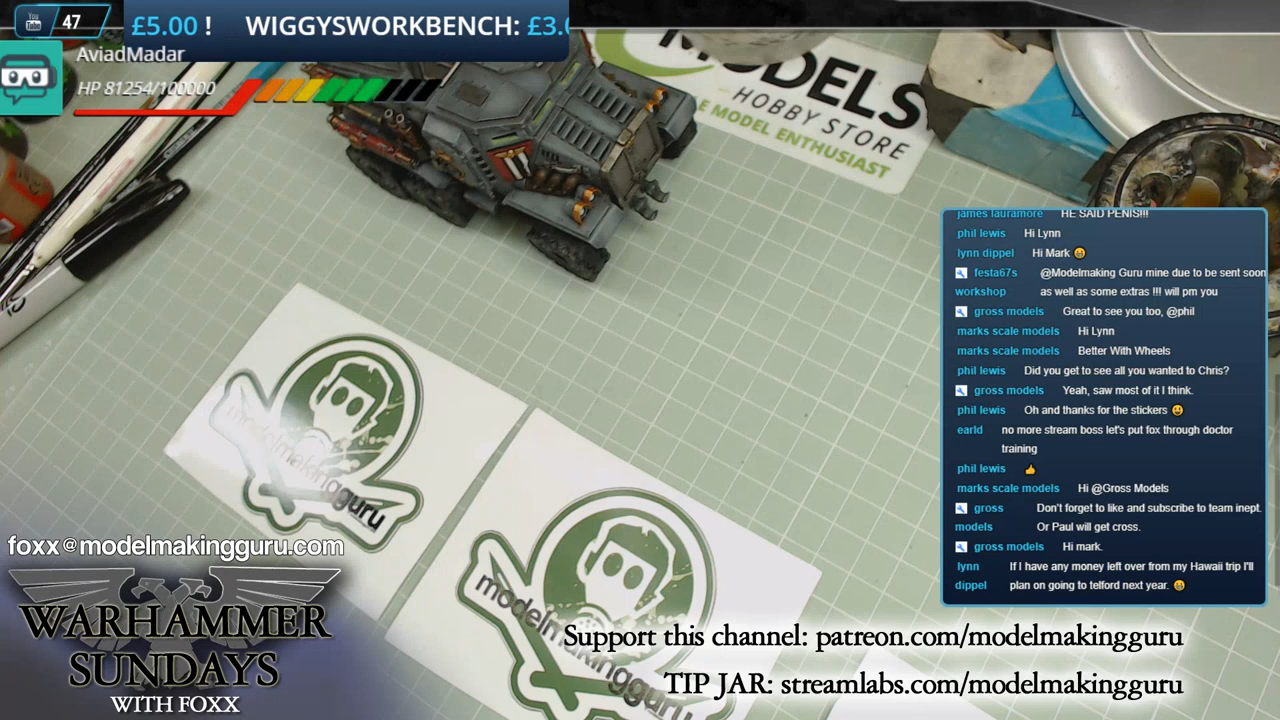 You
Tube
47
£5.00 ! WIGGYSWORKBENCH: £3.
AviadMadar
HP 81254/100000
MODELS
HOBBY STORE
E MODEL ENTHUSIAST
james lauramore HE SAID PENIS!!!
phil lewis Hi Lynn
lynn dippel Hi Mark 😀
festa67s @Modelmaking Guru mine due to be sent soon
workshop as well as some extras !!! will pm you
gross models Great to see you too, @phil
marks scale models Hi Lynn
marks scale models Better With Wheels
phil lewis Did you get to see all you wanted to Chris?
gross models Yeah, saw most of it I think.
phil lewis Oh and thanks for the stickers 😀
earld no more stream boss let's put fox through doctor
training
phil lewis 👍
marks scale models Hi @Gross Models
gross Don't forget to like and subscribe to team inept.
models Or Paul will get cross.
gross models Hi mark.
lynn If I have any money left over from my Hawaii trip I'll
dippel plan on going to telford next year. 😀
modelmakingguru
modelmakingguru
foxx@modelmakingguru.com
WARHAMMER
SUNDAYS
WITH FOXX
Support this channel: patreon.com/modelmakingguru
TIP JAR: streamlabs.com/modelmakingguru